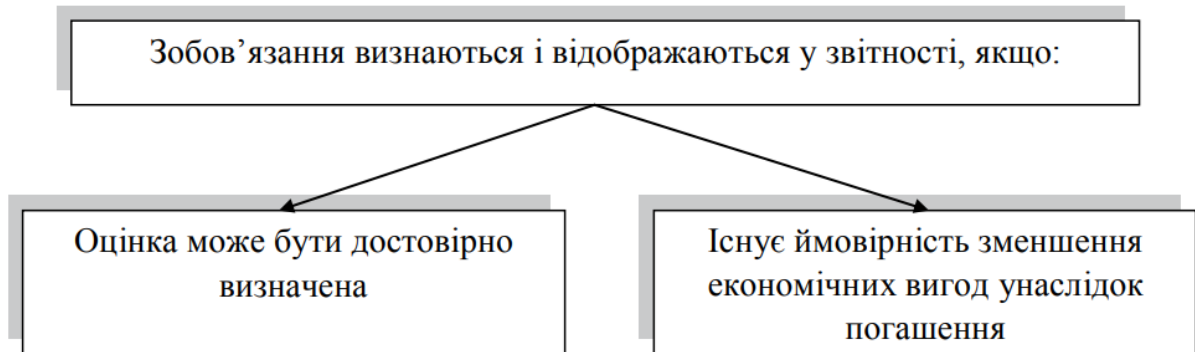 Зобов’язання визнаються і відображаються у звітності, якщо:
Оцінка може бути достовірно
визначена
Існує ймовірність зменшення
економічних вигод унаслідок
погашення